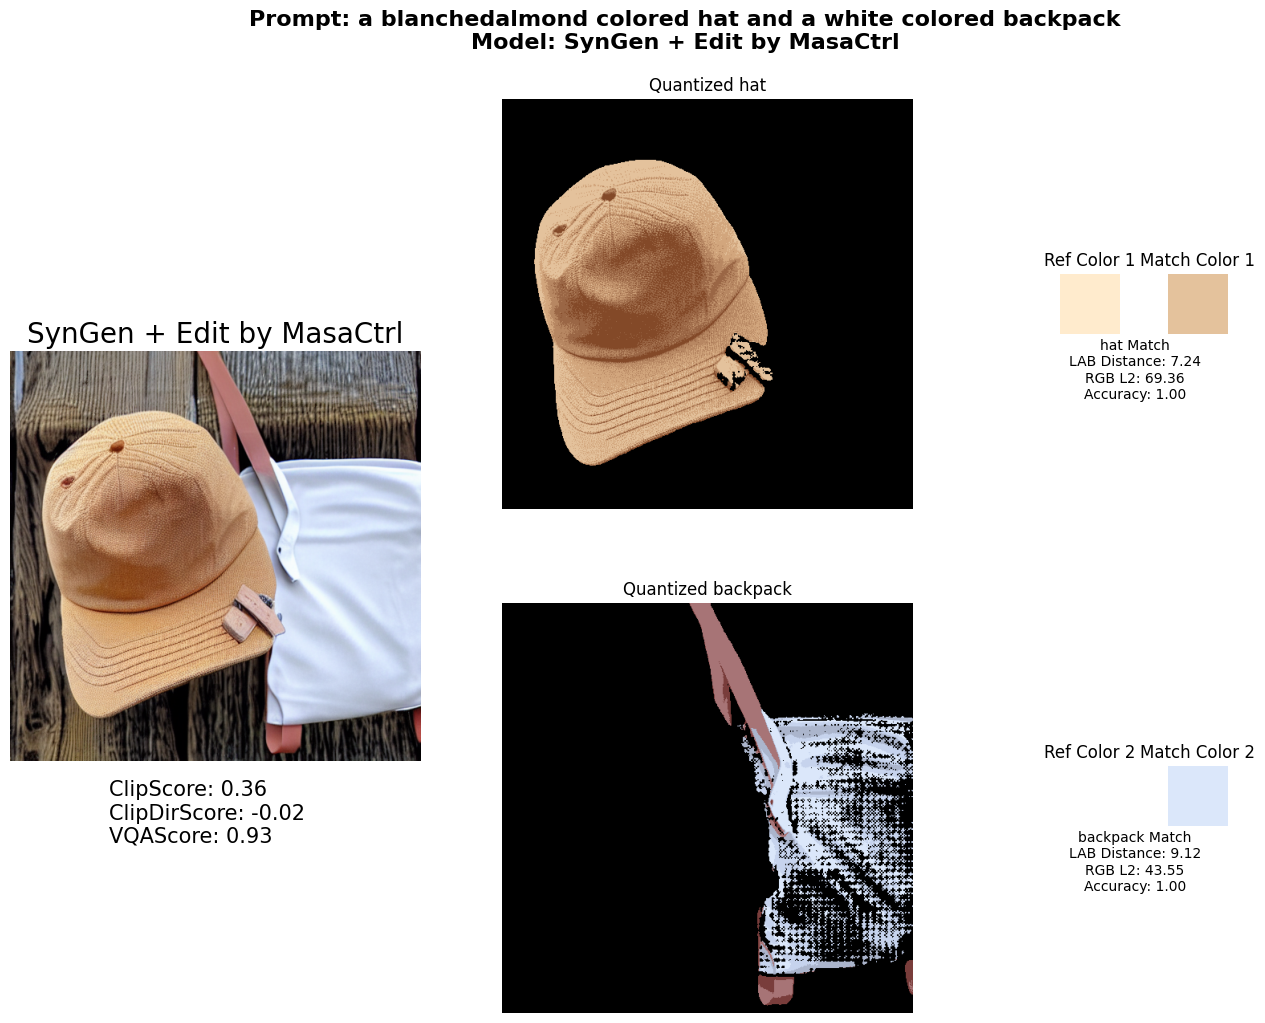 Prompt: a blanchedalmond colored hat and a white colored backpack
Model: SynGen + Edit by MasaCtrl
SynGen + Edit by MasaCtrl
ClipScore: 0.36
ClipDirScore: -0.02
VQAScore: 0.93
Quantized hat
Ref Color 1 Match Color 1
hat Match
LAB Distance: 7.24
RGB L2: 69.36
Accuracy: 1.00
Quantized backpack
Ref Color 2 Match Color 2
backpack Match
LAB Distance: 9.12
RGB L2: 43.55
Accuracy: 1.00